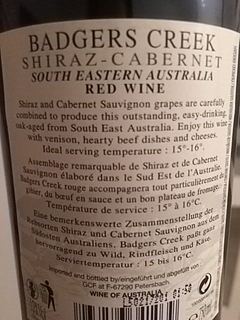 BADGERS CREEK
SHIRAZ-CABERNET
SOUTH EASTERN AUSTRALIA
RED WINE
Shiraz and Cabernet Sauvignon grapes are carefully
combined to produce this outstanding, easy-drinking,
oak-aged from South East Australia. Enjoy this wine
with venison, hearty beef dishes and cheeses.
Ideal serving temperature : 15°-16°.
Assemblage remarquable de Shiraz et de Cabernet
Sauvignon élaboré dans le Sud Est de l'Australie,
Badgers Creek rouge accompagnera tout particulièrement du
gibier, du bœuf en sauce et un bon plateau de fromage.
Température de service : 15° à 16°C.
Eine bemerkenswerte Zusammenstellung der
Rebsorten Shiraz und Cabernet Sauvignon aus dem
Südosten Australiens. Badgers Creek paßt ganz
hervorragend zu Wild, Rindfleisch und Käse.
Serviertemperatur : 15 bis 16°C.
Imported and bottled by/eingeführt und abgefüllt von:
GCF at F-67290 Petersbach
WINE OF AUSTRALIA